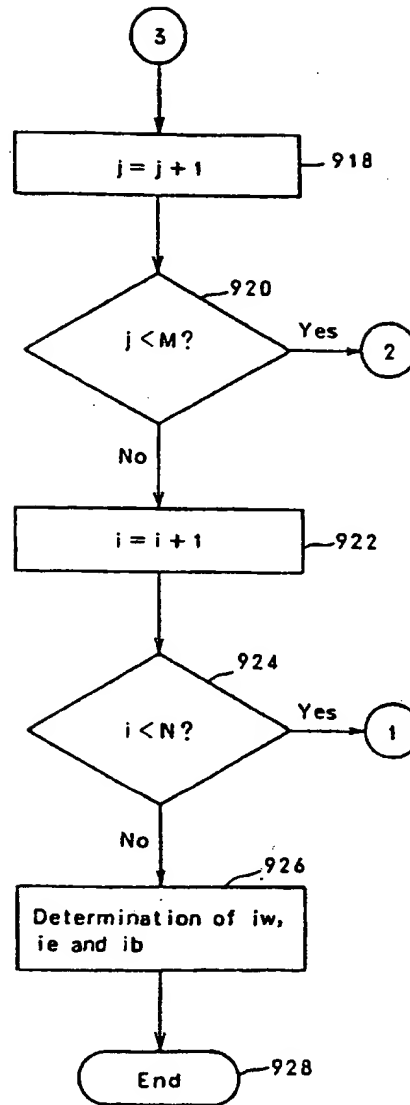 3
j = j + 1
918
920
j < M?
Yes
2
No
i = i + 1
922
924
i < N?
Yes
1
No
926
Determination of iw,
ie and ib
End
928